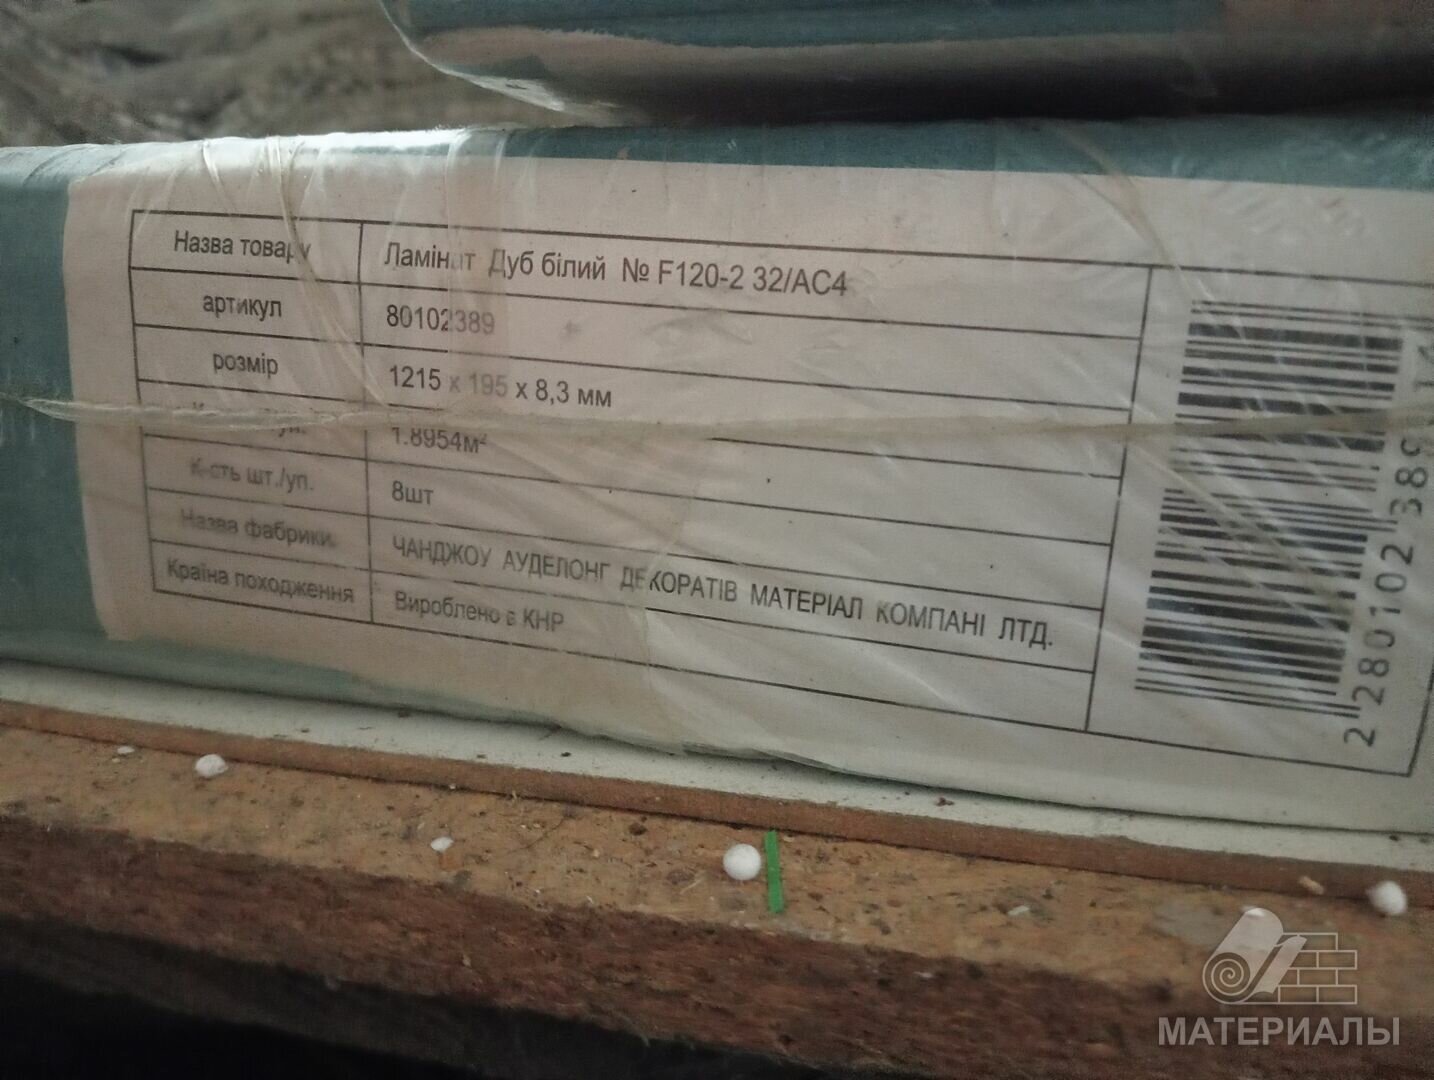 Назва товару Ламінат Дуб білий № F120-2 32/АС4
артикул 80102389
розмір 1215 x 195 x 8,3 мм
1.8954м²
К-сть шт./уп. 8шт
Назва фабрики ЧАНДЖОУ АУДЕЛОНГ ДЕКОРАТІВ МАТЕРІАЛ КОМПАНІ ЛТД.
Країна походження Вироблено в КНР
МАТЕРИАЛЫ